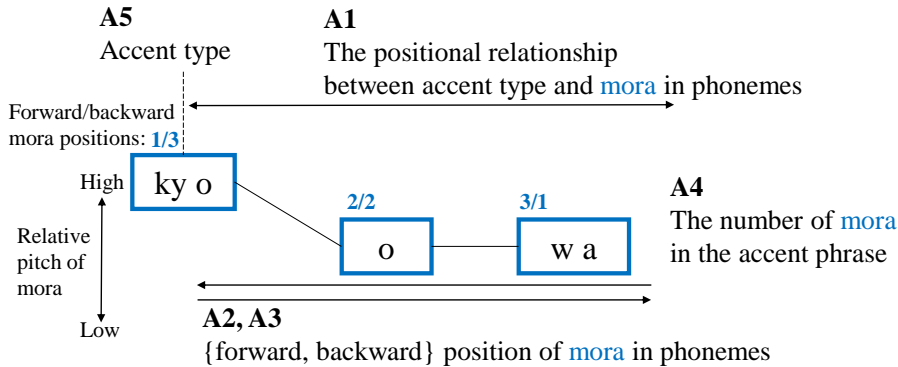 A5
Accent type
A1
The positional relationship
between accent type and mora in phonemes
Forward/backward
mora positions: 1/3
High
ky o
2/2
o
3/1
w a
A4
The number of mora
in the accent phrase
Relative
pitch of
mora
Low
A2, A3
{forward, backward} position of mora in phonemes